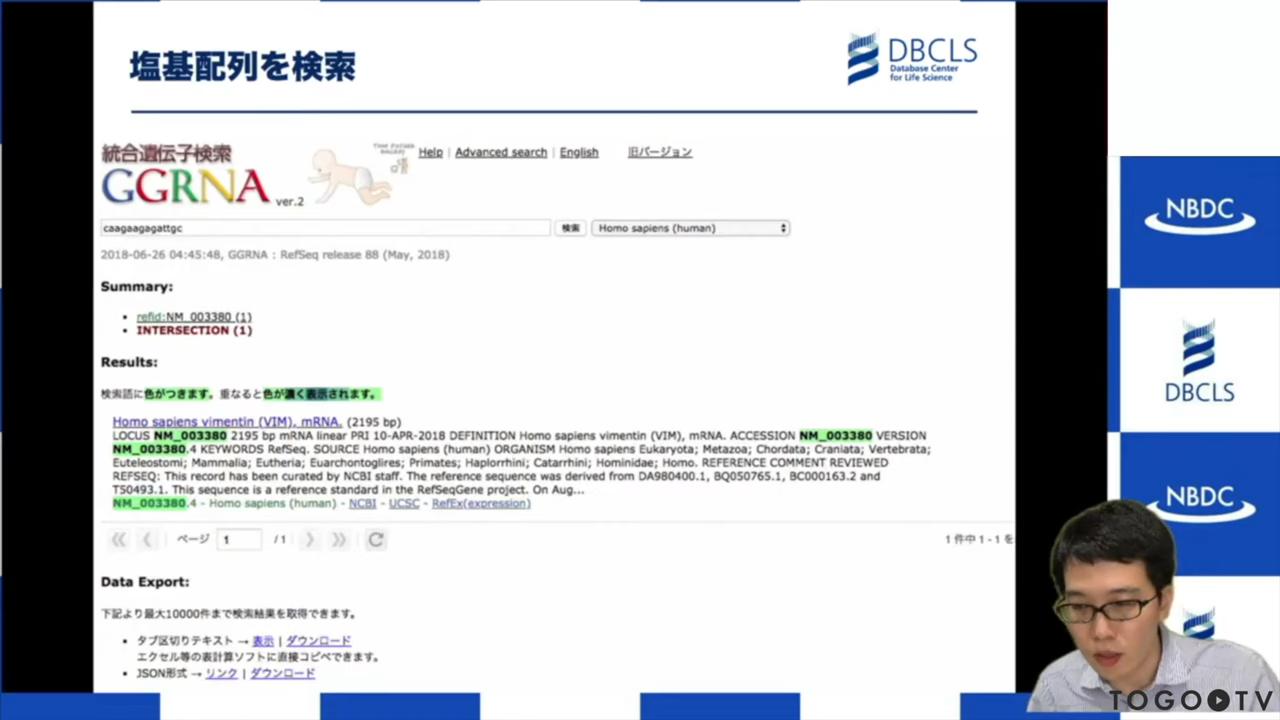 塩基配列を検索
DBCLS
Database Center
for Life Science
統合遺伝子検索
GGRNA ver.2
Help | Advanced search | English 旧バージョン
caagaagagattgc 検索 Homo sapiens (human)
2018-06-26 04:45:48, GGRNA : RefSeq release 88 (May, 2018)
Summary:
• refid:NM_003380 (1)
• INTERSECTION (1)
Results:
検索語に色がつきます。重なると色が濃く表示されます。
Homo sapiens vimentin (VIM), mRNA. (2195 bp)
LOCUS NM_003380 2195 bp mRNA linear PRI 10-APR-2018 DEFINITION Homo sapiens vimentin (VIM), mRNA. ACCESSION NM_003380 VERSION
NM_003380.4 KEYWORDS RefSeq. SOURCE Homo sapiens (human) ORGANISM Homo sapiens Eukaryota; Metazoa; Chordata; Craniata; Vertebrata;
Euteleostomi; Mammalia; Eutheria; Euarchontoglires; Primates; Haplorrhini; Catarrhini; Hominidae; Homo. REFERENCE COMMENT REVIEWED
REFSEQ: This record has been curated by NCBI staff. The reference sequence was derived from DA980400.1, BQ050765.1, BC000163.2 and
T50493.1. This sequence is a reference standard in the RefSeqGene project. On Aug...
NM_003380.4 - Homo sapiens (human) - NCBI - UCSC - RefEx(expression)
ページ 1 / 1 1 件中 1 - 1 を
Data Export:
下記より最大10000件まで検索結果を取得できます。
• タブ区切りテキスト → 表示 | ダウンロード
エクセル等の表計算ソフトに直接コピペできます。
• JSON形式 → リンク | ダウンロード
NBDC
DBCLS
NBDC
TOGO TV